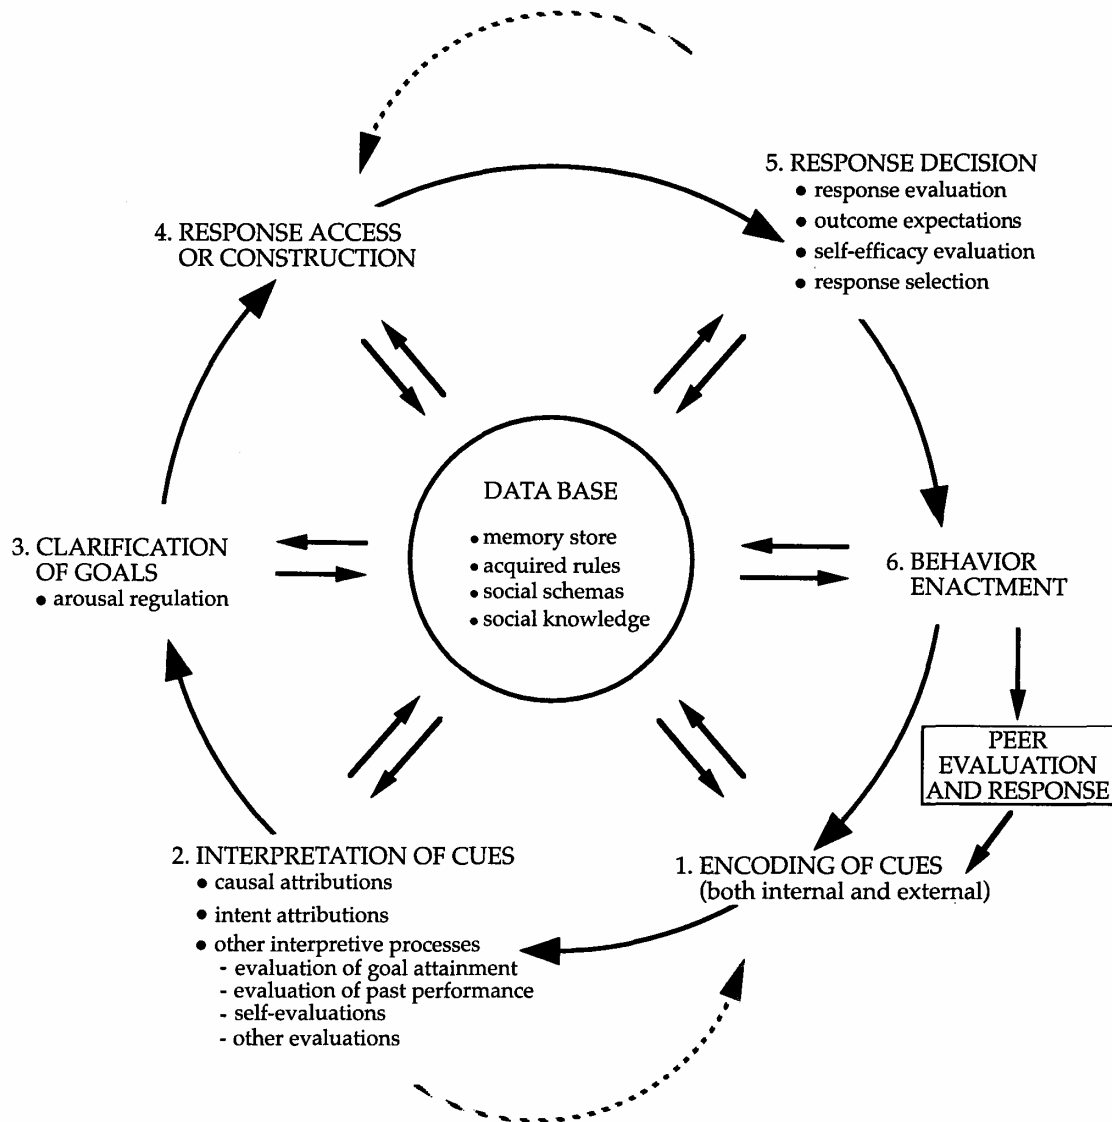 5. RESPONSE DECISION
• response evaluation
• outcome expectations
• self-efficacy evaluation
• response selection
4. RESPONSE ACCESS
OR CONSTRUCTION
DATA BASE
• memory store
• acquired rules
• social schemas
• social knowledge
3. CLARIFICATION
OF GOALS
• arousal regulation
6. BEHAVIOR
ENACTMENT
PEER
EVALUATION
AND RESPONSE
2. INTERPRETATION OF CUES
• causal attributions
• intent attributions
• other interpretive processes
- evaluation of goal attainment
- evaluation of past performance
- self-evaluations
- other evaluations
1. ENCODING OF CUES
(both internal and external)